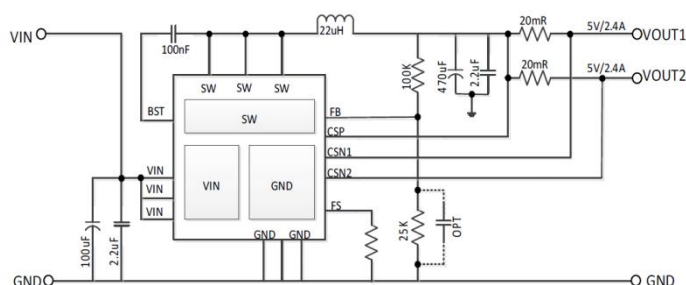 22uH
20mR
5V/2.4A
VIN
VOUT1
100nF
100K
470uF
2.2uF
20mR
5V/2.4A
VOUT2
SW SW SW
BST
SW
FB
CSP
CSN1
VIN
VIN
GND
CSN2
VIN
VIN
FS
100uF
2.2uF
GND GND
25K
OPT
GND
GND